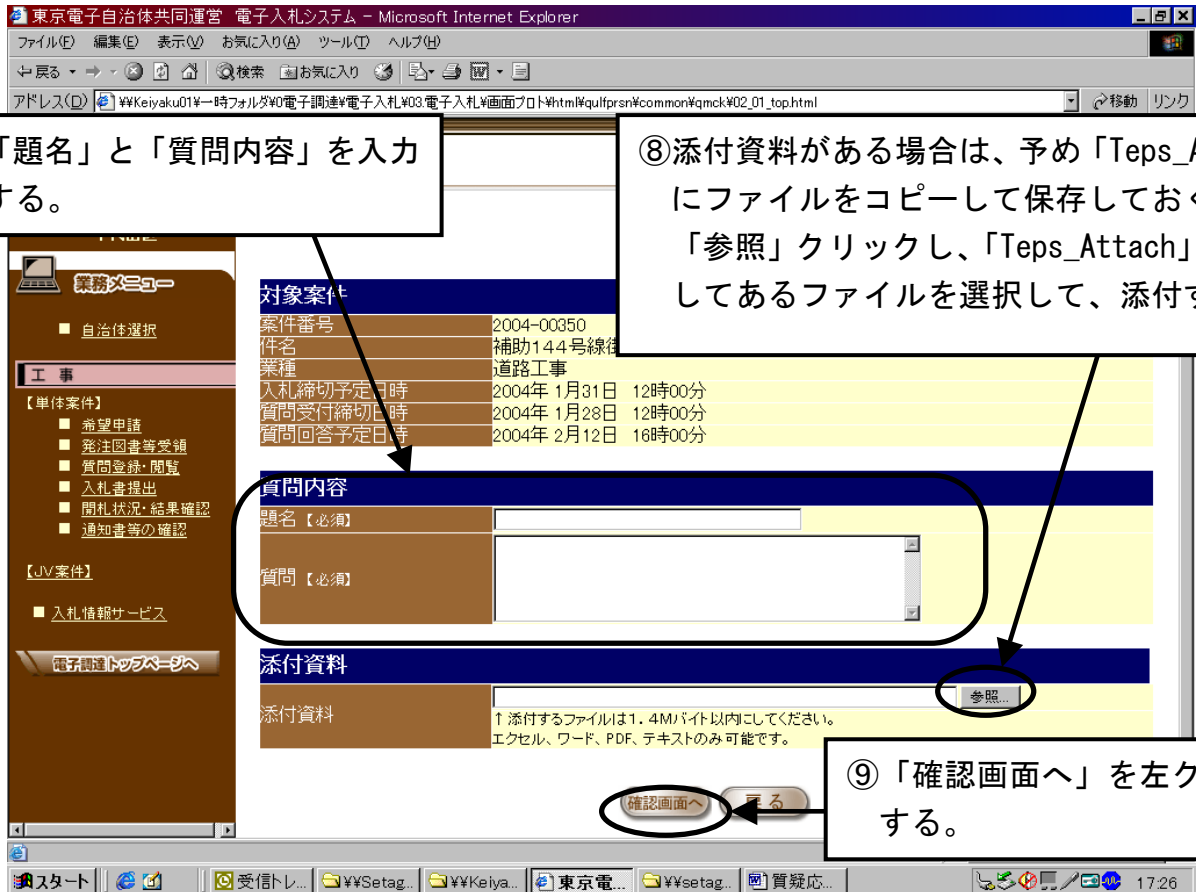 東京電子自治体共同運営 電子入札システム - Microsoft Internet Explorer
ファイル(F) 編集(E) 表示(V) お気に入り(A) ツール(T) ヘルプ(H)
戻る 検索 お気に入り
アドレス(D) ¥¥Keiyaku01¥一時フォルダ¥0電子調達¥電子入札¥03.電子入札¥画面プロト¥html¥qulfprsn¥common¥qmck¥02_01_top.html 移動 リンク
「題名」と「質問内容」を入力
する。
⑧添付資料がある場合は、予め「Teps_A
にファイルをコピーして保存しておく
「参照」クリックし、「Teps_Attach」
してあるファイルを選択して、添付す
業務メニュー
■ 自治体選択
工 事
【単体案件】
■ 希望申請
■ 発注図書等受領
■ 質問登録・閲覧
■ 入札書提出
■ 開札状況・結果確認
■ 通知書等の確認
【JV案件】
■ 入札情報サービス
電子調達トップページへ
対象案件
案件番号 2004-00350
件名 補助144号線街
業種 道路工事
入札締切予定日時 2004年 1月31日 12時00分
質問受付締切日時 2004年 1月28日 12時00分
質問回答予定日時 2004年 2月12日 16時00分
質問内容
題名【必須】
質問【必須】
添付資料
添付資料 参照...
↑添付するファイルは1.4Mバイト以内にしてください。
エクセル、ワード、PDF、テキストのみ可能です。
⑨「確認画面へ」を左ク
する。
確認画面へ 戻る
スタート 受信トレ... ¥¥Setag... ¥¥Keiya... 東京電... ¥¥setag... 質疑応... 17:26